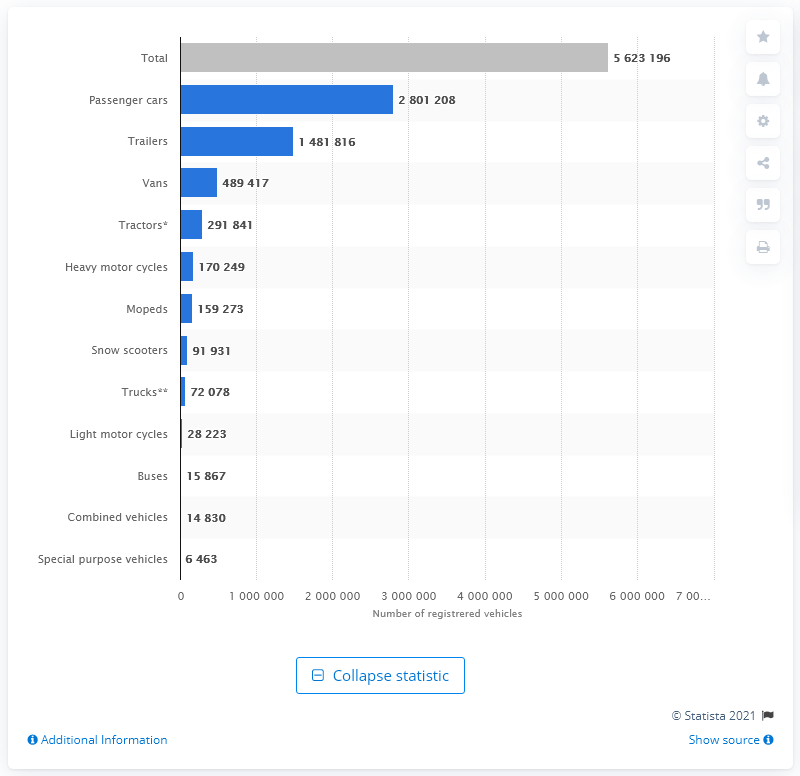 Total 5 623 196
Passenger cars 2 801 208
Trailers 1 481 816
Vans 489 417
Tractors* 291 841
Heavy motor cycles 170 249
Mopeds 159 273
Snow scooters 91 931
Trucks** 72 078
Light motor cycles 28 223
Buses 15 867
Combined vehicles 14 830
Special purpose vehicles 6 463
0 1 000 000 2 000 000 3 000 000 4 000 000 5 000 000 6 000 000 7 00...
Number of registrered vehicles
Collapse statistic
© Statista 2021
Additional Information Show source